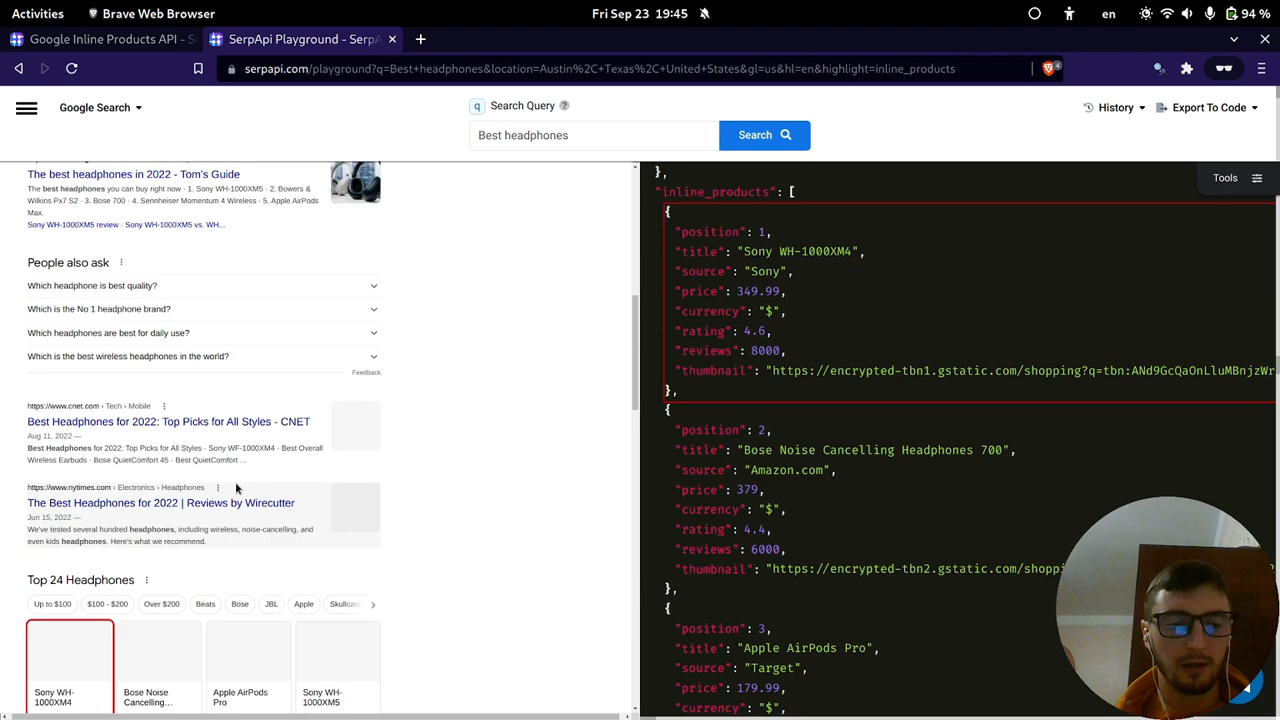 Activities
Brave Web Browser
Fri Sep 23 19:45
en
94 %
Google Inline Products API - S
SerpApi Playground - SerpA
serpapi.com/playground?q=Best+headphones&location=Austin%2C+Texas%2C+United+States&gl=us&hl=en&highlight=inline_products
4
Google Search
q Search Query ?
History
Export To Code
Best headphones
Search
The best headphones in 2022 - Tom's Guide
The best headphones you can buy right now · 1. Sony WH-1000XM5 · 2. Bowers &
Wilkins Px7 S2 · 3. Bose 700 · 4. Sennheiser Momentum 4 Wireless · 5. Apple AirPods
Max.
Sony WH-1000XM5 review · Sony WH-1000XM5 vs. WH...
People also ask
Which headphone is best quality?
Which is the No 1 headphone brand?
Which headphones are best for daily use?
Which is the best wireless headphones in the world?
Feedback
https://www.cnet.com › Tech › Mobile
Best Headphones for 2022: Top Picks for All Styles - CNET
Aug 11, 2022 —
Best Headphones for 2022: Top Picks for All Styles · Sony WF-1000XM4 · Best Overall
Wireless Earbuds · Bose QuietComfort 45 · Best QuietComfort ...
https://www.nytimes.com › Electronics › Headphones
The Best Headphones for 2022 | Reviews by Wirecutter
Jun 15, 2022 —
We've tested several hundred headphones, including wireless, noise-cancelling, and
even kids headphones. Here's what we recommend.
Top 24 Headphones
Up to $100
$100 - $200
Over $200
Beats
Bose
JBL
Apple
Skullcan
Sony WH-
1000XM4
Bose Noise
Cancelling...
Apple AirPods
Pro
Sony WH-
1000XM5
Tools
},
"inline_products": [
{
"position": 1,
"title": "Sony WH-1000XM4",
"source": "Sony",
"price": 349.99,
"currency": "$",
"rating": 4.6,
"reviews": 8000,
"thumbnail": "https://encrypted-tbn1.gstatic.com/shopping?q=tbn:ANd9GcQaOnLluMBnjzWr
},
{
"position": 2,
"title": "Bose Noise Cancelling Headphones 700",
"source": "Amazon.com",
"price": 379,
"currency": "$",
"rating": 4.4,
"reviews": 6000,
"thumbnail": "https://encrypted-tbn2.gstatic.com/shoppi
},
{
"position": 3,
"title": "Apple AirPods Pro",
"source": "Target",
"price": 179.99,
"currency": "$",